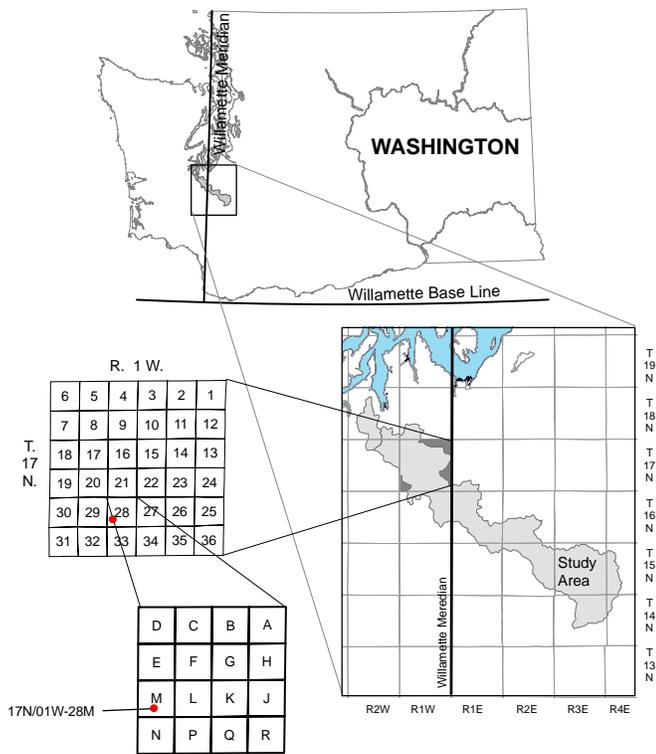 Willamette Meridian
WASHINGTON
Willamette Base Line
R. 1 W.
T.
17
N.
6 5 4 3 2 1
7 8 9 10 11 12
18 17 16 15 14 13
19 20 21 22 23 24
30 29 28 27 26 25
31 32 33 34 35 36
T
19
N
T
18
N
T
17
N
T
16
N
T
15
N
T
14
N
T
13
N
Study
Area
Willamette Meredian
R2W R1W R1E R2E R3E R4E
D C B A
E F G H
M L K J
N P Q R
17N/01W-28M